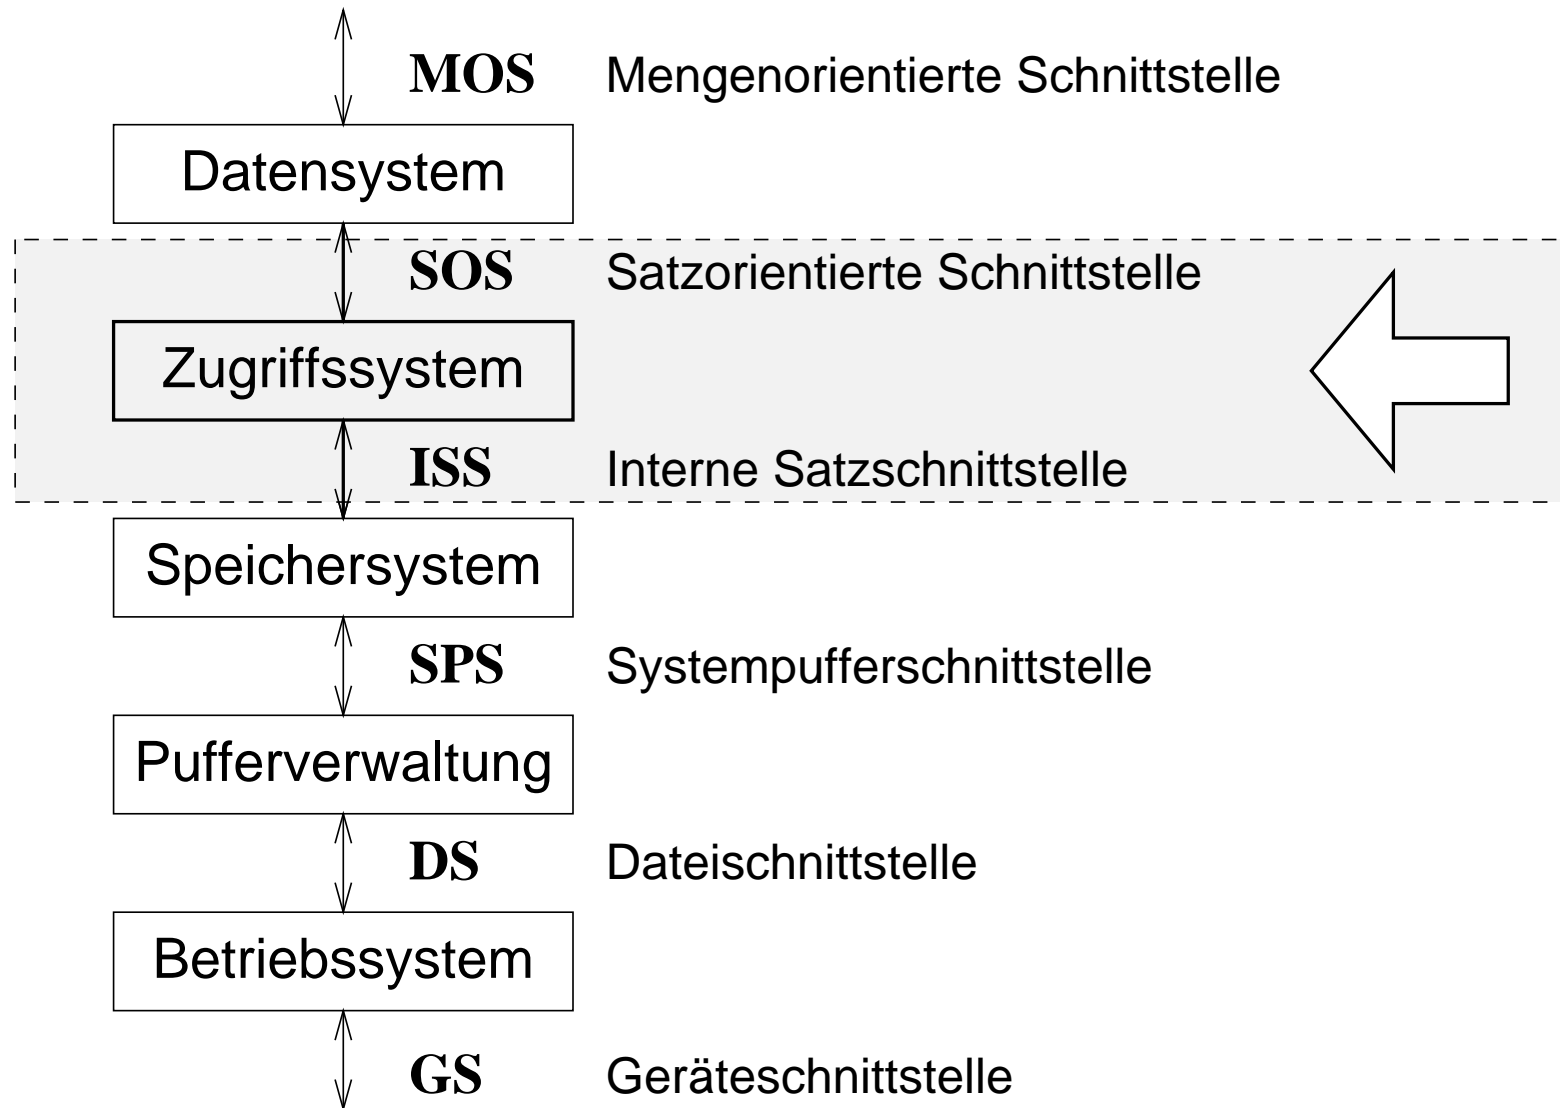 MOS Mengenorientierte Schnittstelle
Datensystem
SOS Satzorientierte Schnittstelle
Zugriffssystem
ISS Interne Satzschnittstelle
Speichersystem
SPS Systempufferschnittstelle
Pufferverwaltung
DS Dateischnittstelle
Betriebssystem
GS Geräteschnittstelle